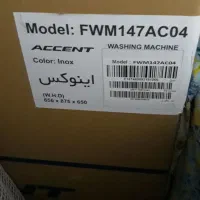 Model: FWM147AC04
ACCENT
WASHING MACHINE
Color: Inox
Model : FWM147AC04
اینوکس
(W.H.D)